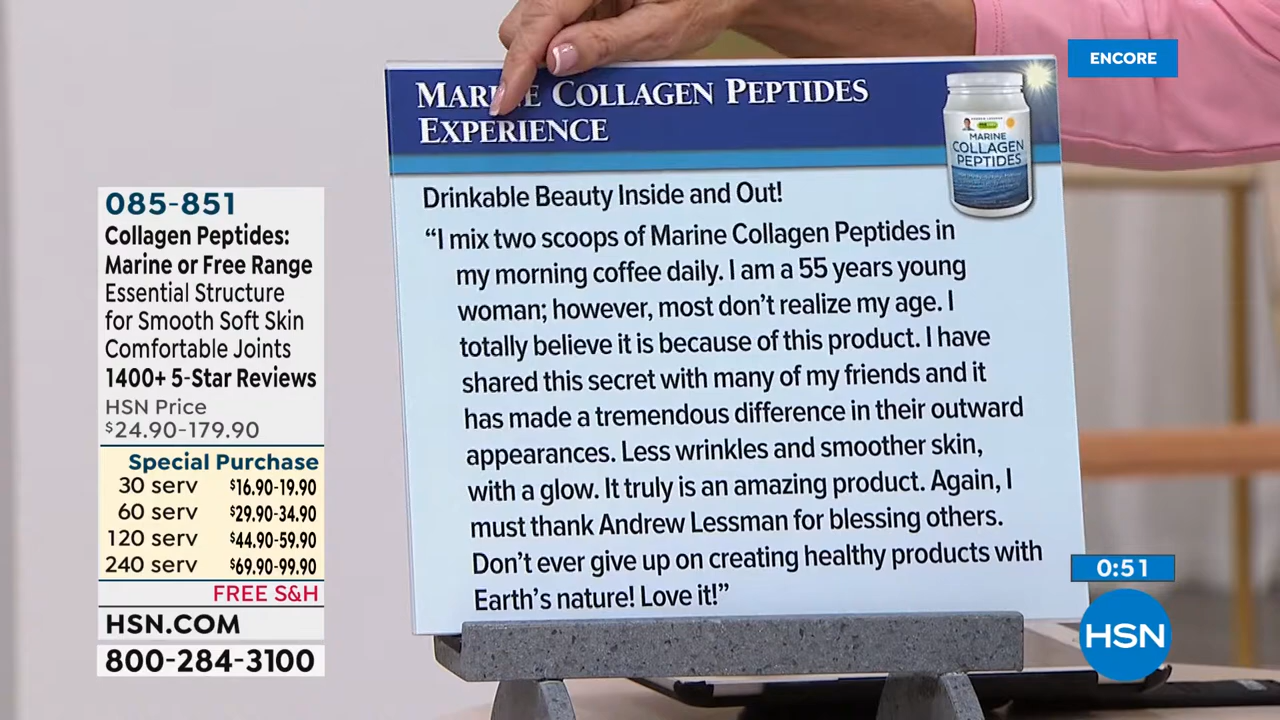 ENCORE
085-851
Collagen Peptides:
Marine or Free Range
Essential Structure
for Smooth Soft Skin
Comfortable Joints
1400+ 5-Star Reviews
HSN Price
$24.90-179.90
Special Purchase
30 serv $16.90-19.90
60 serv $29.90-34.90
120 serv $44.90-59.90
240 serv $69.90-99.90
FREE S&H
HSN.COM
800-284-3100
MARINE COLLAGEN PEPTIDES
EXPERIENCE
MARINE
COLLAGEN
PEPTIDES
Drinkable Beauty Inside and Out!
“I mix two scoops of Marine Collagen Peptides in
my morning coffee daily. I am a 55 years young
woman; however, most don’t realize my age. I
totally believe it is because of this product. I have
shared this secret with many of my friends and it
has made a tremendous difference in their outward
appearances. Less wrinkles and smoother skin,
with a glow. It truly is an amazing product. Again, I
must thank Andrew Lessman for blessing others.
Don’t ever give up on creating healthy products with
Earth’s nature! Love it!”
0:51
HSN